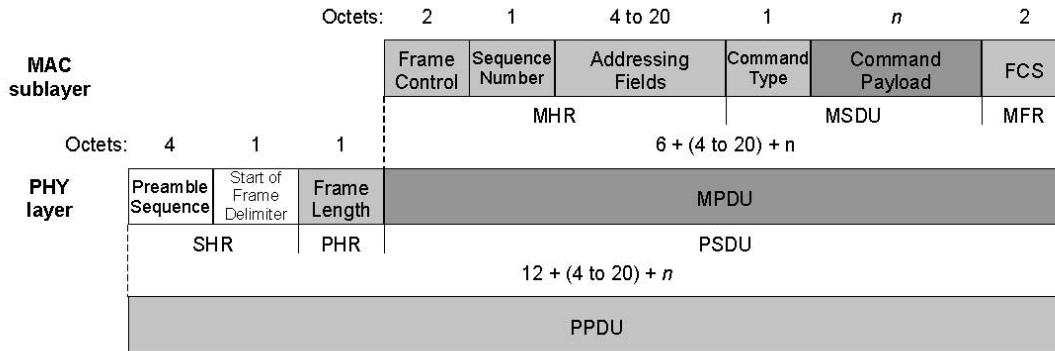 Octets: 2 1 4 to 20 1 n 2
MAC sublayer
Frame Control
Sequence Number
Addressing Fields
Command Type
Command Payload
FCS
MHR MSDU MFR
Octets: 4 1 1 6 + (4 to 20) + n
PHY layer
Preamble Sequence
Start of Frame Delimiter
Frame Length
MPDU
SHR PHR PSDU
12 + (4 to 20) + n
PPDU